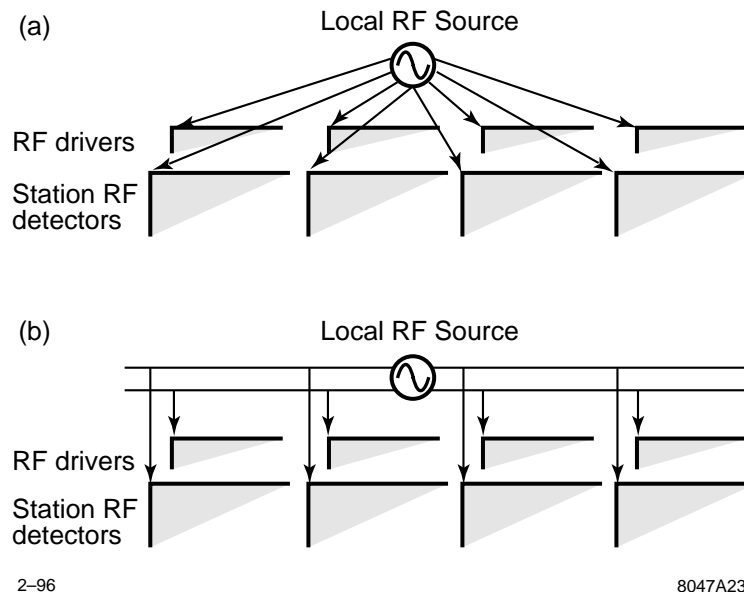 (a)
Local RF Source
RF drivers
Station RF
detectors
(b)
Local RF Source
RF drivers
Station RF
detectors
2–96
8047A23